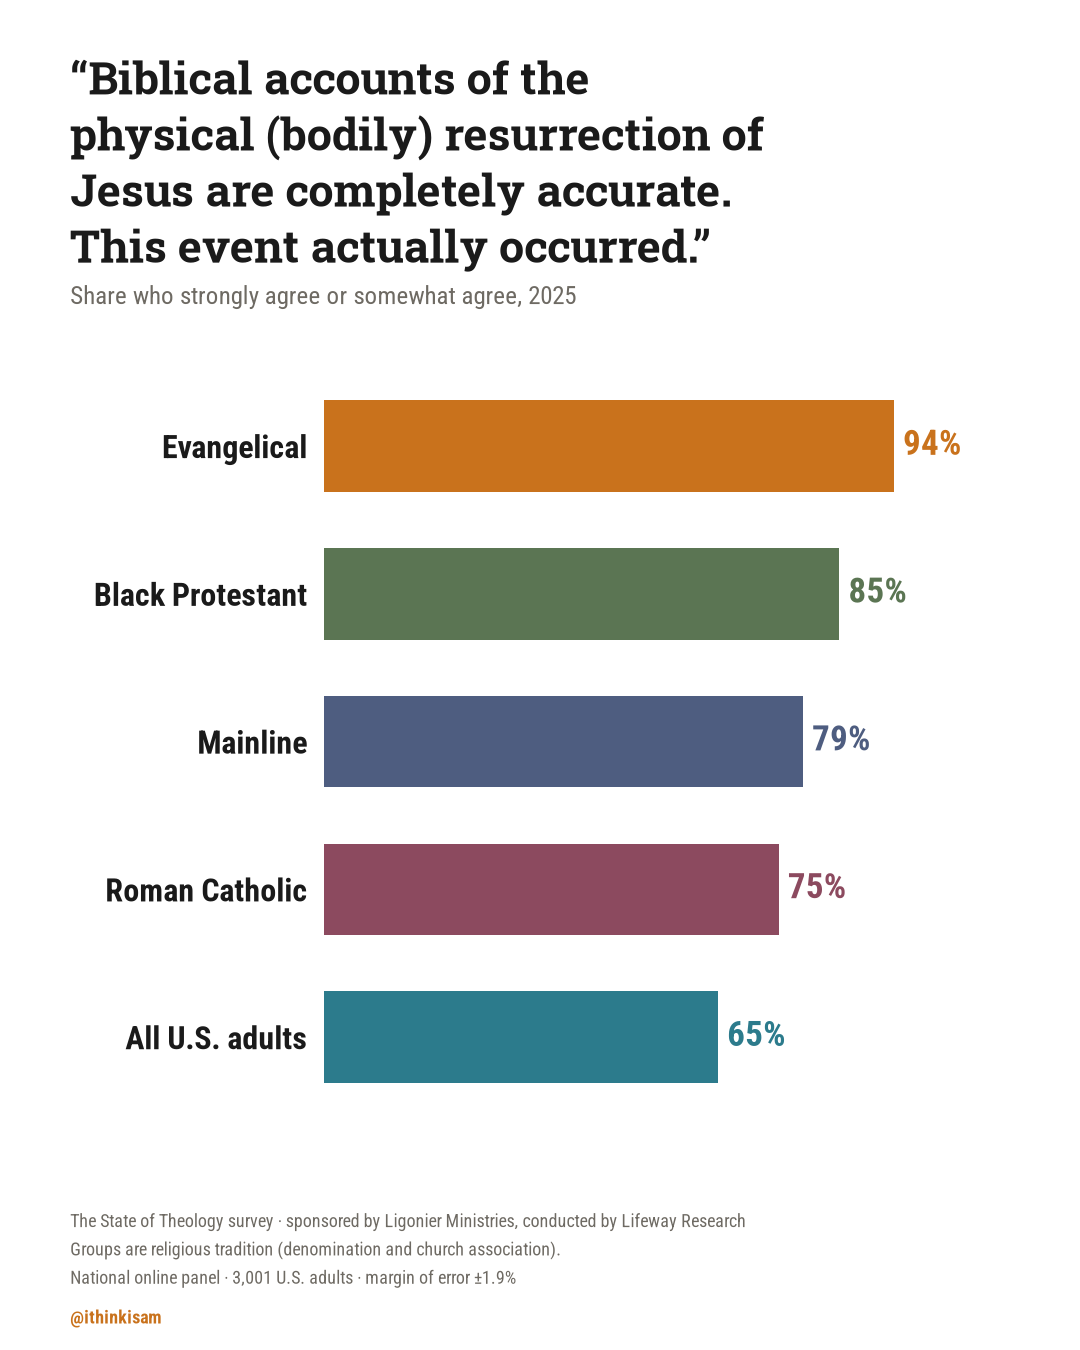 “Biblical accounts of the
physical (bodily) resurrection of
Jesus are completely accurate.
This event actually occurred.”
Share who strongly agree or somewhat agree, 2025
Evangelical 94%
Black Protestant 85%
Mainline 79%
Roman Catholic 75%
All U.S. adults 65%
The State of Theology survey · sponsored by Ligonier Ministries, conducted by Lifeway Research
Groups are religious tradition (denomination and church association).
National online panel · 3,001 U.S. adults · margin of error ±1.9%
@ithinkisam